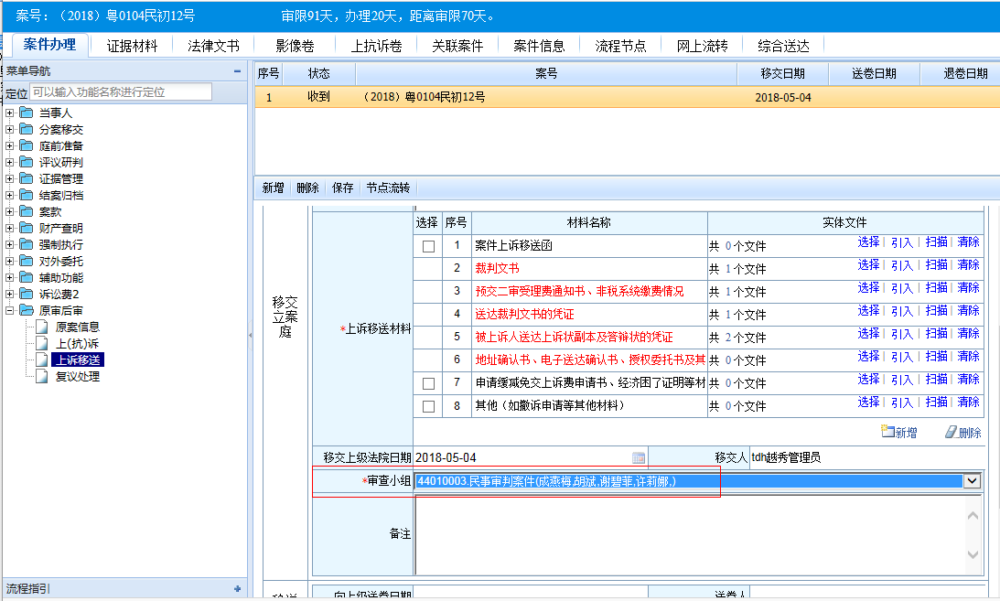 案号：（2018）粤0104民初12号 审限91天，办理20天，距离审限70天。
案件办理 证据材料 法律文书 影像卷 上抗诉卷 关联案件 案件信息 流程节点 网上流转 综合送达
菜单导航
定位 可以输入功能名称进行定位
当事人
分案移交
庭前准备
评议研判
证据管理
结案归档
案款
财产查明
强制执行
对外委托
辅助功能
诉讼费2
原审后审
原案信息
上(抗)诉
上诉移送
复议处理
流程指引
序号 状态 案号 移交日期 送卷日期 退卷日期
1 收到 （2018）粤0104民初12号 2018-05-04
新增 删除 保存 节点流转
移交
立案
庭
*上诉移送材料
选择 序号 材料名称 实体文件
1 案件上诉移送函 共 0个文件 选择 引入 扫描 清除
2 裁判文书 共 1个文件 选择 引入 扫描 清除
3 预交二审受理费通知书、非税系统缴费情况 共 1个文件 选择 引入 扫描 清除
4 送达裁判文书的凭证 共 1个文件 选择 引入 扫描 清除
5 被上诉人送达上诉状副本及答辩状的凭证 共 2个文件 选择 引入 扫描 清除
6 地址确认书、电子送达确认书、授权委托书及其 共 0个文件 选择 引入 扫描 清除
7 申请缓减免交上诉费申请书、经济困了证明等材 共 0个文件 选择 引入 扫描 清除
8 其他（如撤诉申请等其他材料） 共 0个文件 选择 引入 扫描 清除
新增 删除
移交上级法院日期 2018-05-04 移交人 tdh越秀管理员
*审查小组 44010003.民事审判案件(成燕梅,胡斌,谢碧菲,许莉娜,)
备注
移送 向上级送卷日期 送卷人